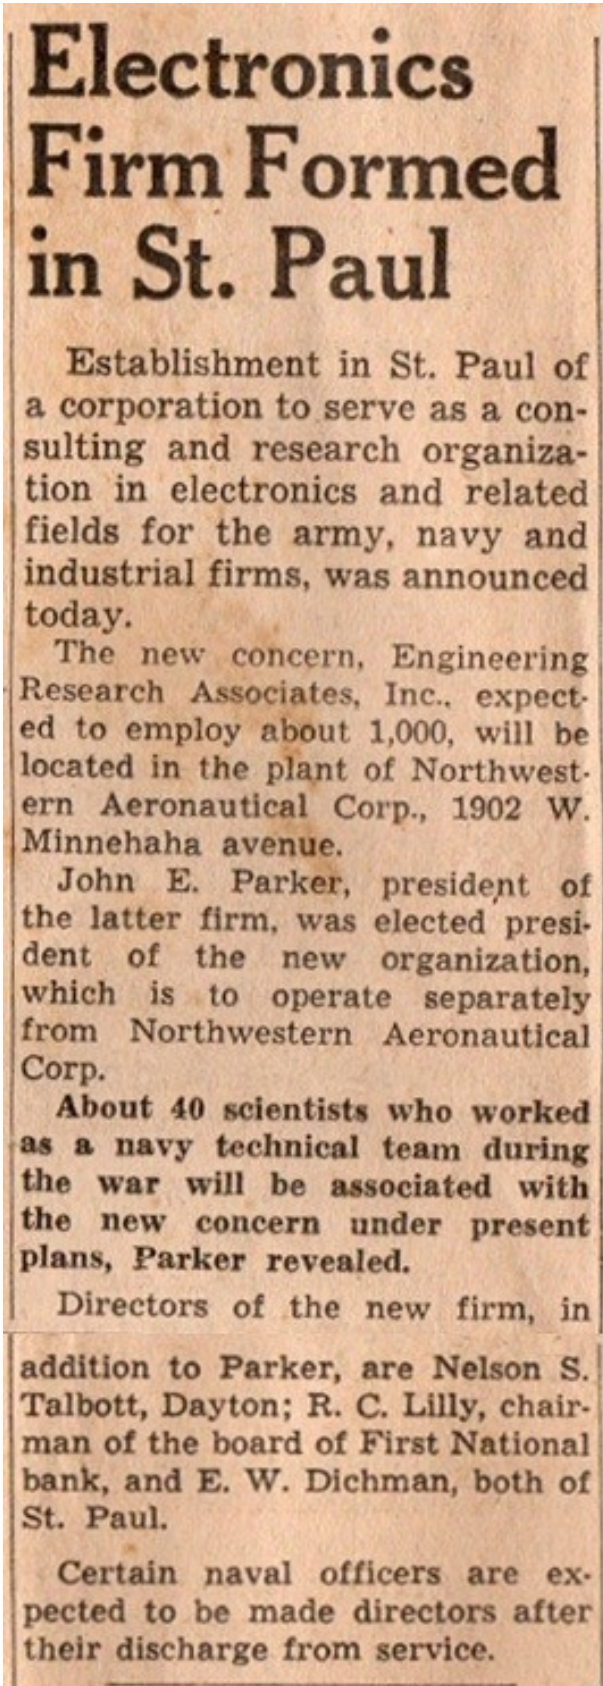 Electronics
Firm Formed
in St. Paul
Establishment in St. Paul of
a corporation to serve as a con-
sulting and research organiza-
tion in electronics and related
fields for the army, navy and
industrial firms, was announced
today.
The new concern, Engineering
Research Associates, Inc., expect-
ed to employ about 1,000, will be
located in the plant of Northwest-
ern Aeronautical Corp., 1902 W.
Minnehaha avenue.
John E. Parker, president of
the latter firm, was elected presi-
dent of the new organization,
which is to operate separately
from Northwestern Aeronautical
Corp.
About 40 scientists who worked
as a navy technical team during
the war will be associated with
the new concern under present
plans, Parker revealed.
Directors of the new firm, in
addition to Parker, are Nelson S.
Talbott, Dayton; R. C. Lilly, chair-
man of the board of First National
bank, and E. W. Dichman, both of
St. Paul.
Certain naval officers are ex-
pected to be made directors after
their discharge from service.